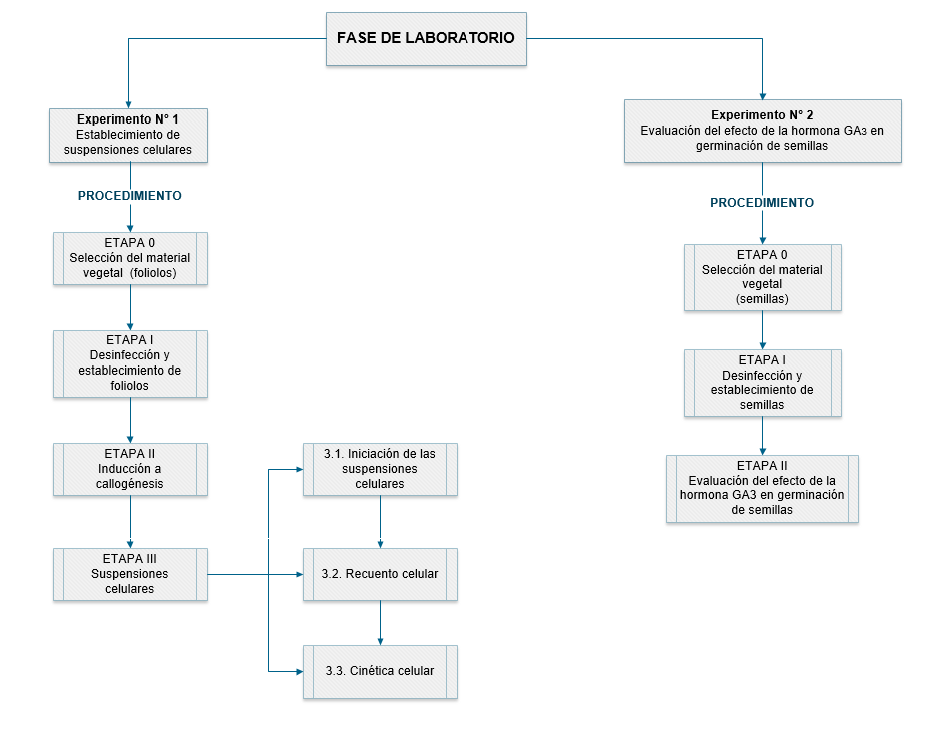 FASE DE LABORATORIO
Experimento N° 1
Establecimiento de
suspensiones celulares
PROCEDIMIENTO
ETAPA 0
Selección del material
vegetal (foliolos)
ETAPA I
Desinfección y
establecimiento de
foliolos
ETAPA II
Inducción a
callogénesis
ETAPA III
Suspensiones
celulares
3.1. Iniciación de las
suspensiones
celulares
3.2. Recuento celular
3.3. Cinética celular
Experimento N° 2
Evaluación del efecto de la hormona GA3 en
germinación de semillas
PROCEDIMIENTO
ETAPA 0
Selección del material
vegetal
(semillas)
ETAPA I
Desinfección y
establecimiento de
semillas
ETAPA II
Evaluación del efecto de la
hormona GA3 en germinación
de semillas